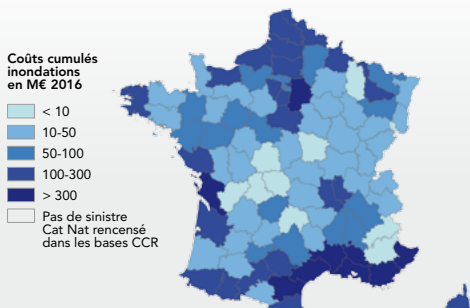 Coûts cumulés
inondations
en M€ 2016
< 10
10-50
50-100
100-300
> 300
Pas de sinistre
Cat Nat rencensé
dans les bases CCR